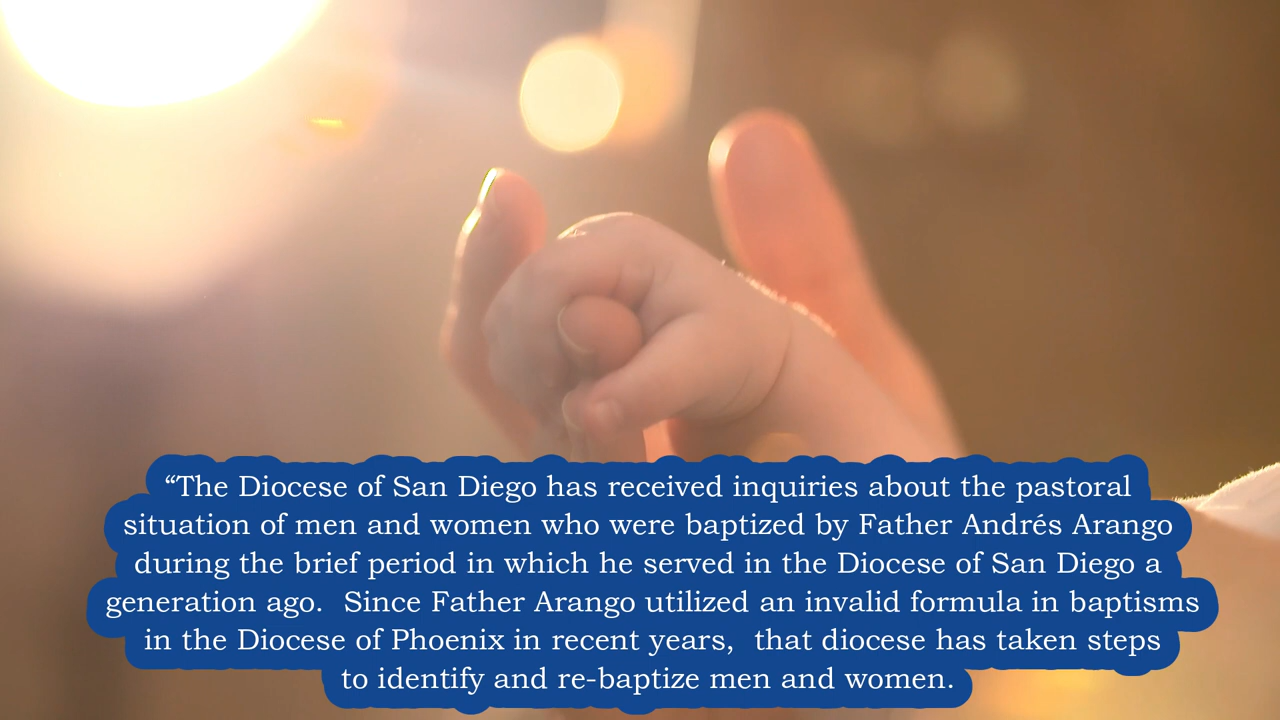 “The Diocese of San Diego has received inquiries about the pastoral
situation of men and women who were baptized by Father Andrés Arango
during the brief period in which he served in the Diocese of San Diego a
generation ago.  Since Father Arango utilized an invalid formula in baptisms
in the Diocese of Phoenix in recent years,  that diocese has taken steps
to identify and re-baptize men and women.